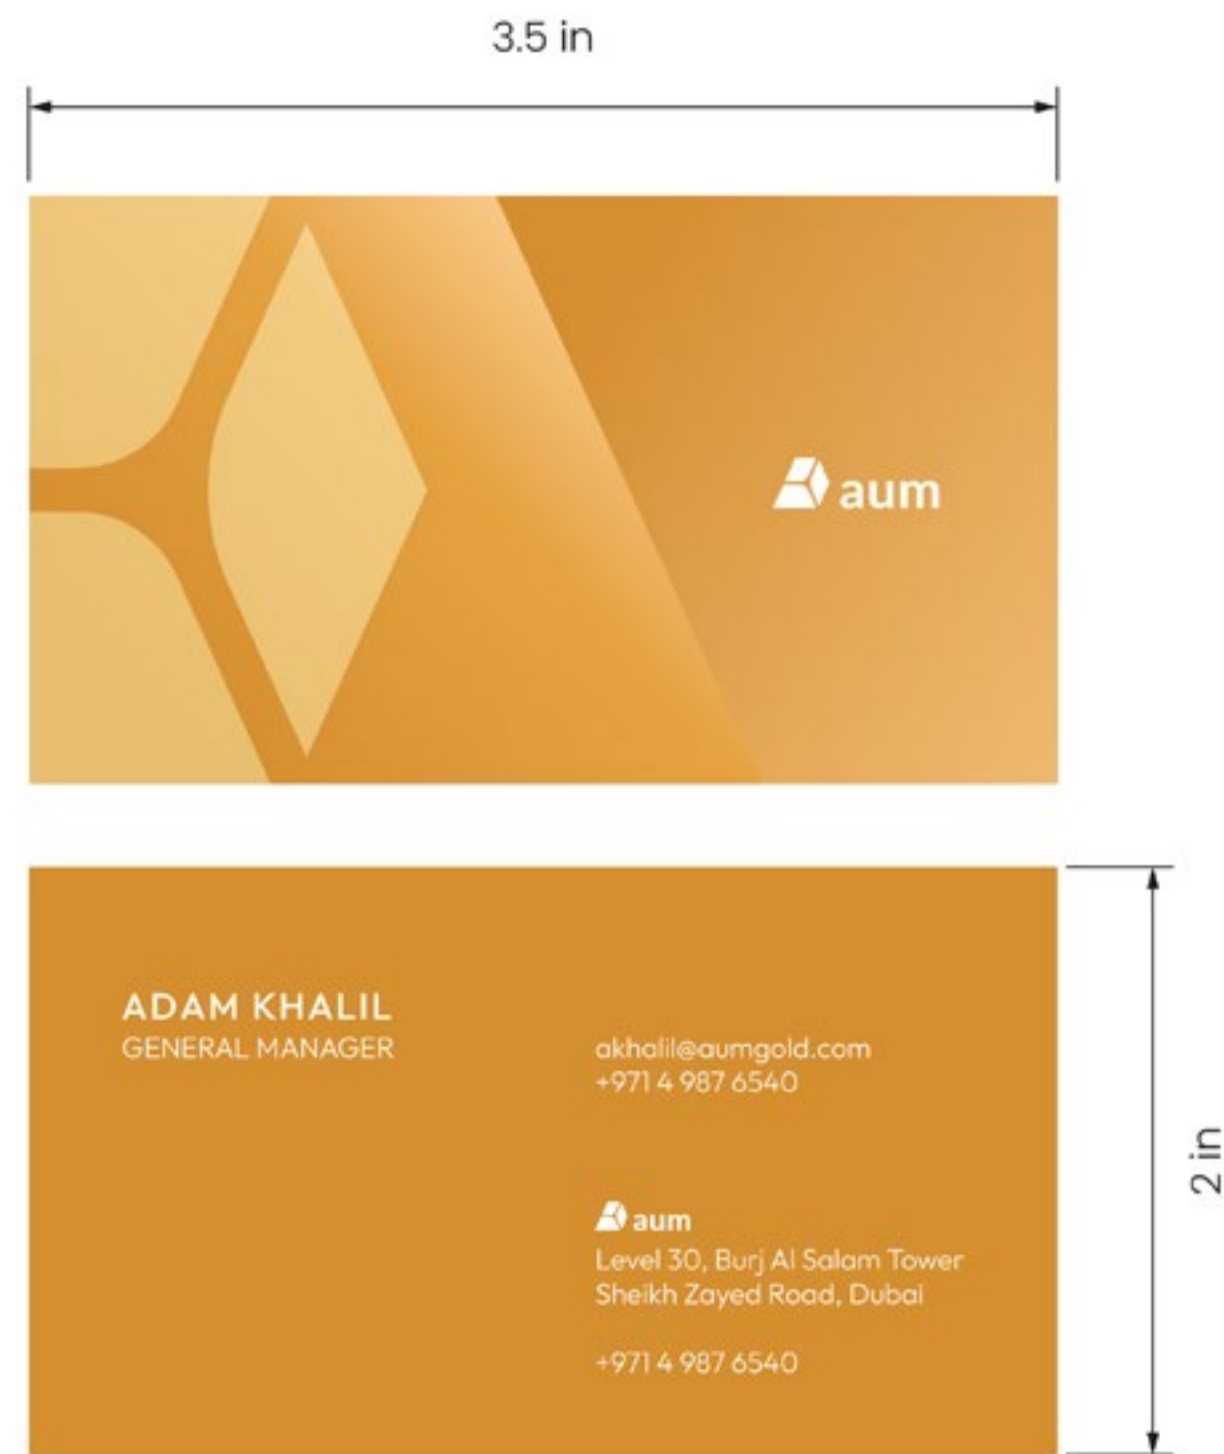 3.5 in
aum
ADAM KHALIL
GENERAL MANAGER
akhalil@aumgold.com
+971 4 987 6540
aum
Level 30, Burj Al Salam Tower
Sheikh Zayed Road, Dubai
+971 4 987 6540
2 in